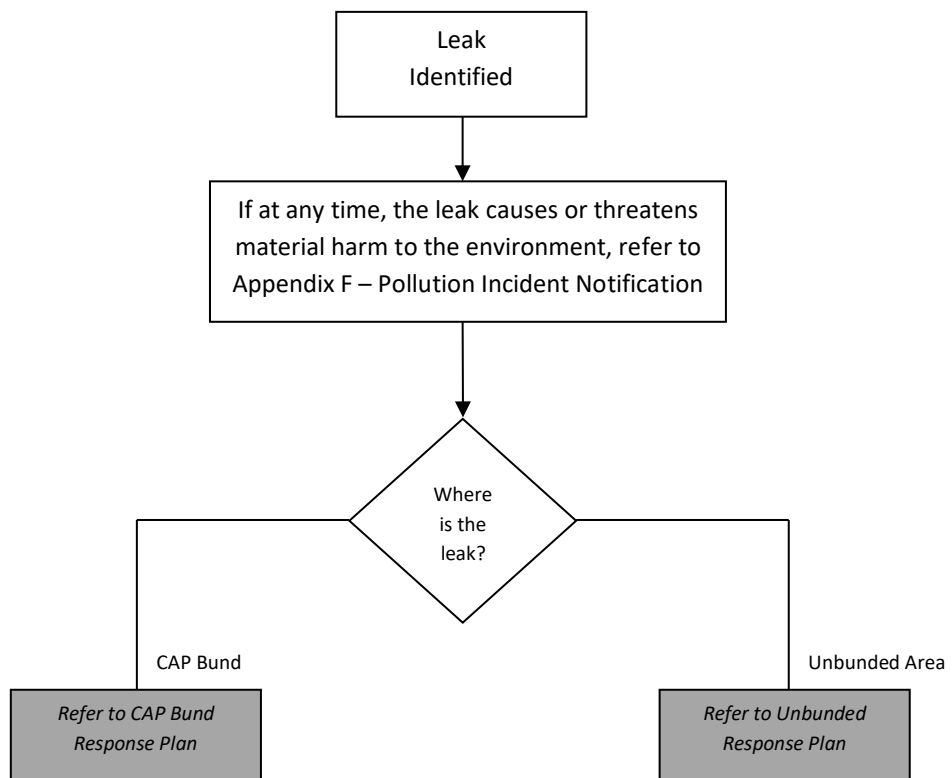 Leak
Identified
If at any time, the leak causes or threatens
material harm to the environment, refer to
Appendix F – Pollution Incident Notification
Where
is the
leak?
CAP Bund
Unbunded Area
Refer to CAP Bund
Response Plan
Refer to Unbunded
Response Plan